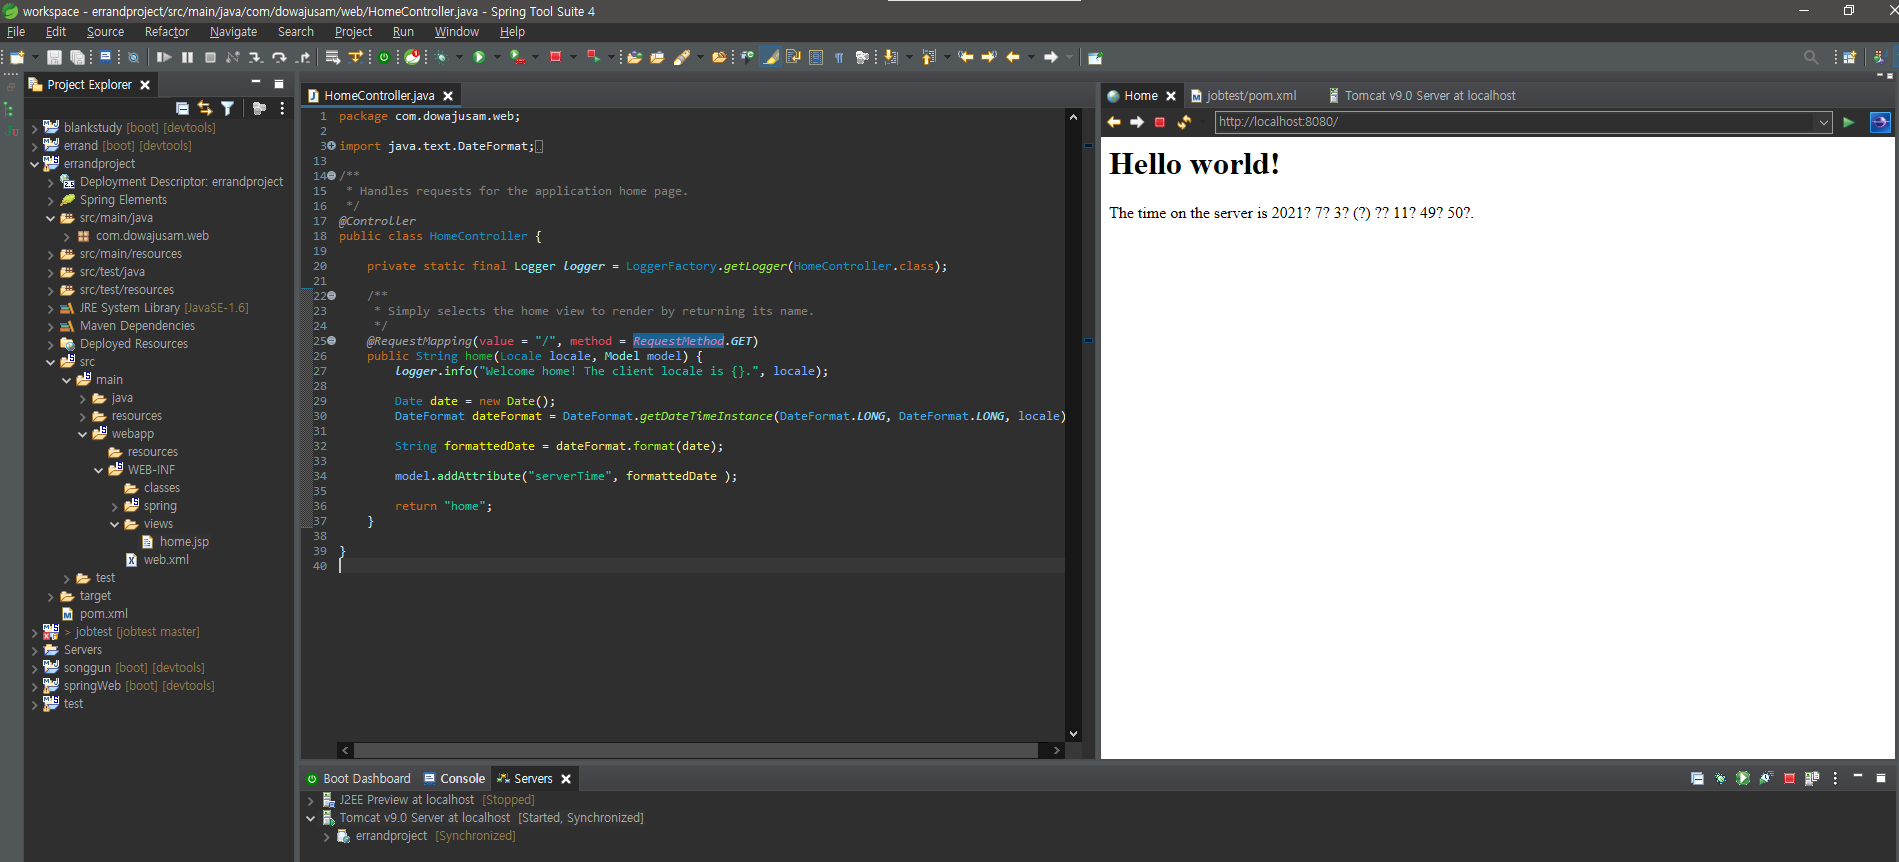 workspace - errandproject/src/main/java/com/dowajusam/web/HomeController.java - Spring Tool Suite 4
File Edit Source Refactor Navigate Search Project Run Window Help
Project Explorer
blankstudy [boot] [devtools]
errand [boot] [devtools]
errandproject
Deployment Descriptor: errandproject
Spring Elements
src/main/java
com.dowajusam.web
src/main/resources
src/test/java
src/test/resources
JRE System Library [JavaSE-1.6]
Maven Dependencies
Deployed Resources
src
main
java
resources
webapp
resources
WEB-INF
classes
spring
views
home.jsp
web.xml
test
target
pom.xml
> jobtest [jobtest master]
Servers
songgun [boot] [devtools]
springWeb [boot] [devtools]
test
HomeController.java
1 package com.dowajusam.web;
2
3 import java.text.DateFormat;
13
14 /**
15  * Handles requests for the application home page.
16  */
17 @Controller
18 public class HomeController {
19
20     private static final Logger logger = LoggerFactory.getLogger(HomeController.class);
21
22     /**
23      * Simply selects the home view to render by returning its name.
24      */
25     @RequestMapping(value = "/", method = RequestMethod.GET)
26     public String home(Locale locale, Model model) {
27         logger.info("Welcome home! The client locale is {}.", locale);
28
29         Date date = new Date();
30         DateFormat dateFormat = DateFormat.getDateTimeInstance(DateFormat.LONG, DateFormat.LONG, locale)
31
32         String formattedDate = dateFormat.format(date);
33
34         model.addAttribute("serverTime", formattedDate );
35
36         return "home";
37     }
38
39 }
40
Home jobtest/pom.xml Tomcat v9.0 Server at localhost
http://localhost:8080/
Hello world!
The time on the server is 2021? 7? 3? (?) ?? 11? 49? 50?.
Boot Dashboard Console Servers
J2EE Preview at localhost [Stopped]
Tomcat v9.0 Server at localhost [Started, Synchronized]
errandproject [Synchronized]